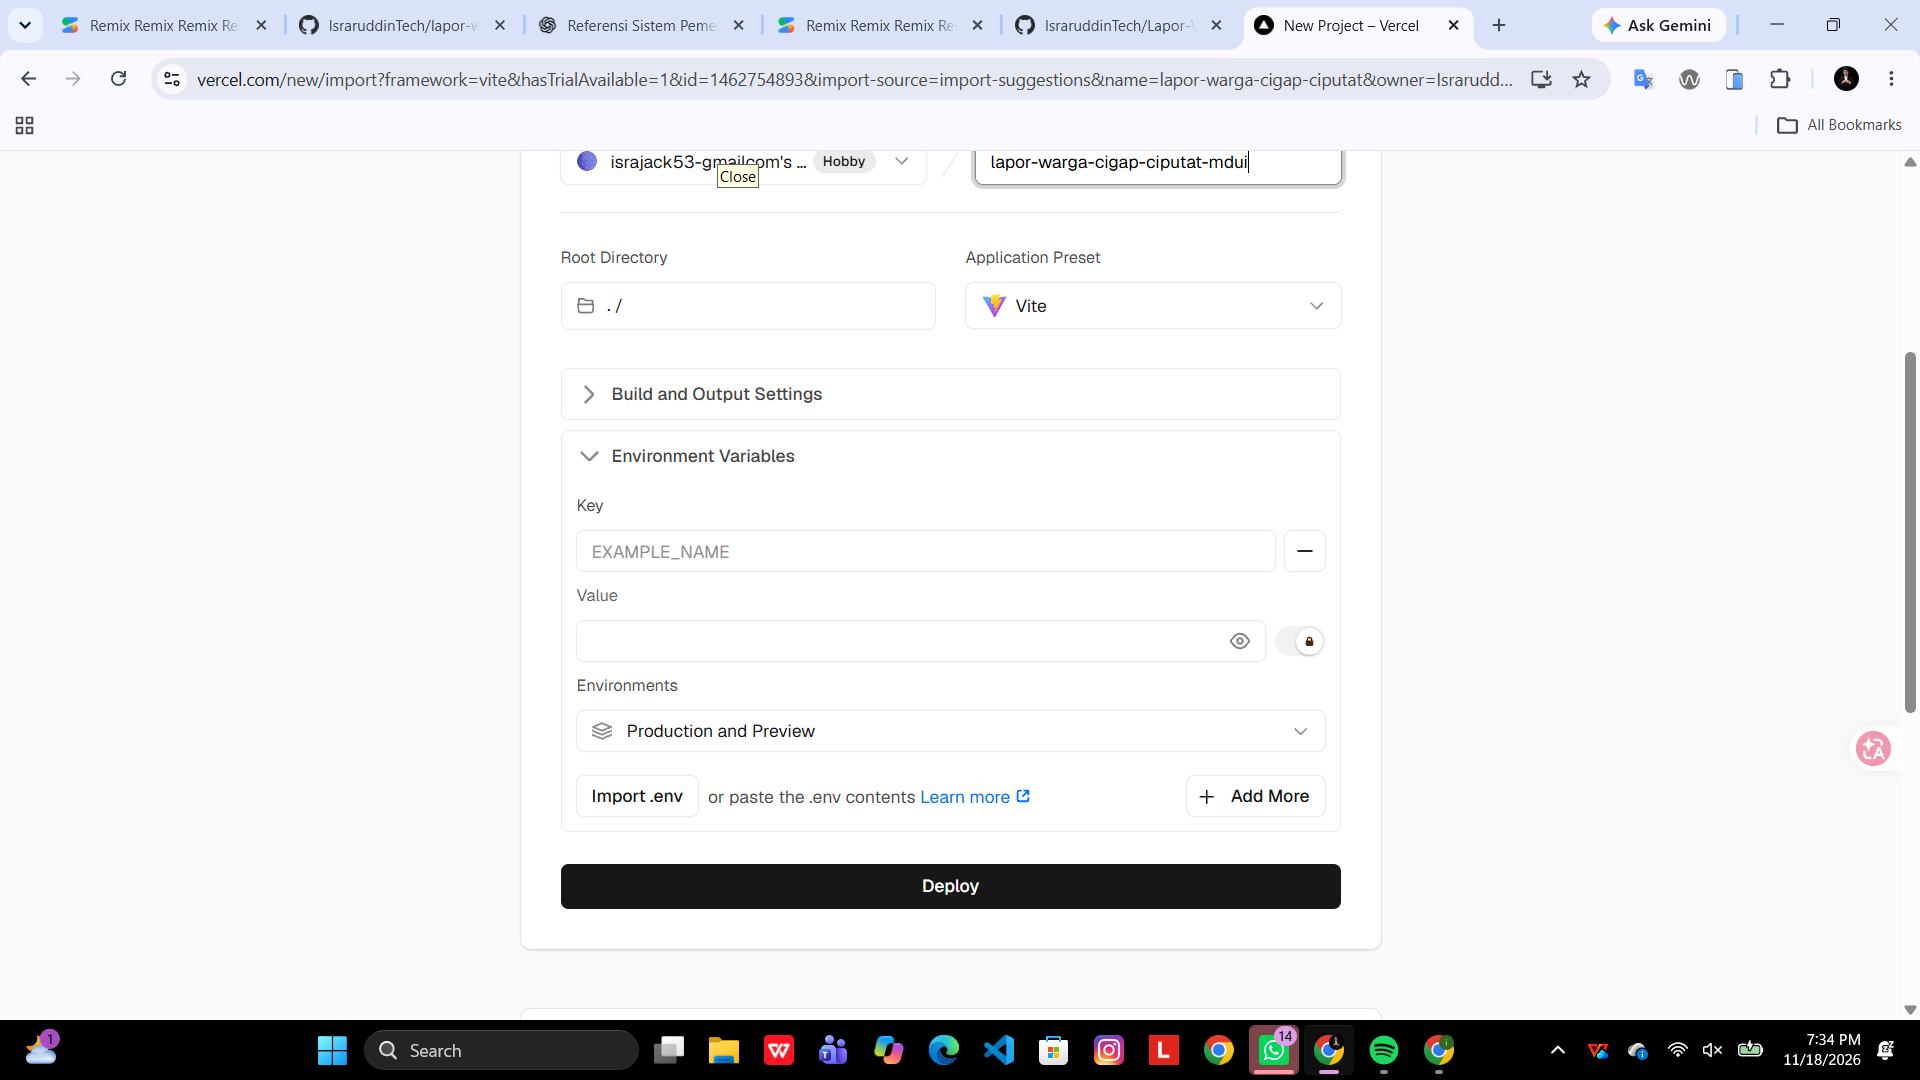 Remix Remix Remix Re
IsraruddinTech/lapor-w
Referensi Sistem Peme
Remix Remix Remix Re
IsraruddinTech/Lapor-V
New Project – Vercel
Ask Gemini
vercel.com/new/import?framework=vite&hasTrialAvailable=1&id=1462754893&import-source=import-suggestions&name=lapor-warga-cigap-ciputat&owner=Israrudd...
All Bookmarks
israjack53-gmailcom's ...
Hobby
lapor-warga-cigap-ciputat-mdui
Close
Root Directory
Application Preset
./
Vite
Build and Output Settings
Environment Variables
Key
EXAMPLE_NAME
Value
Environments
Production and Preview
Import .env
or paste the .env contents Learn more
Add More
Deploy
1
Search
14
7:34 PM
11/18/2026